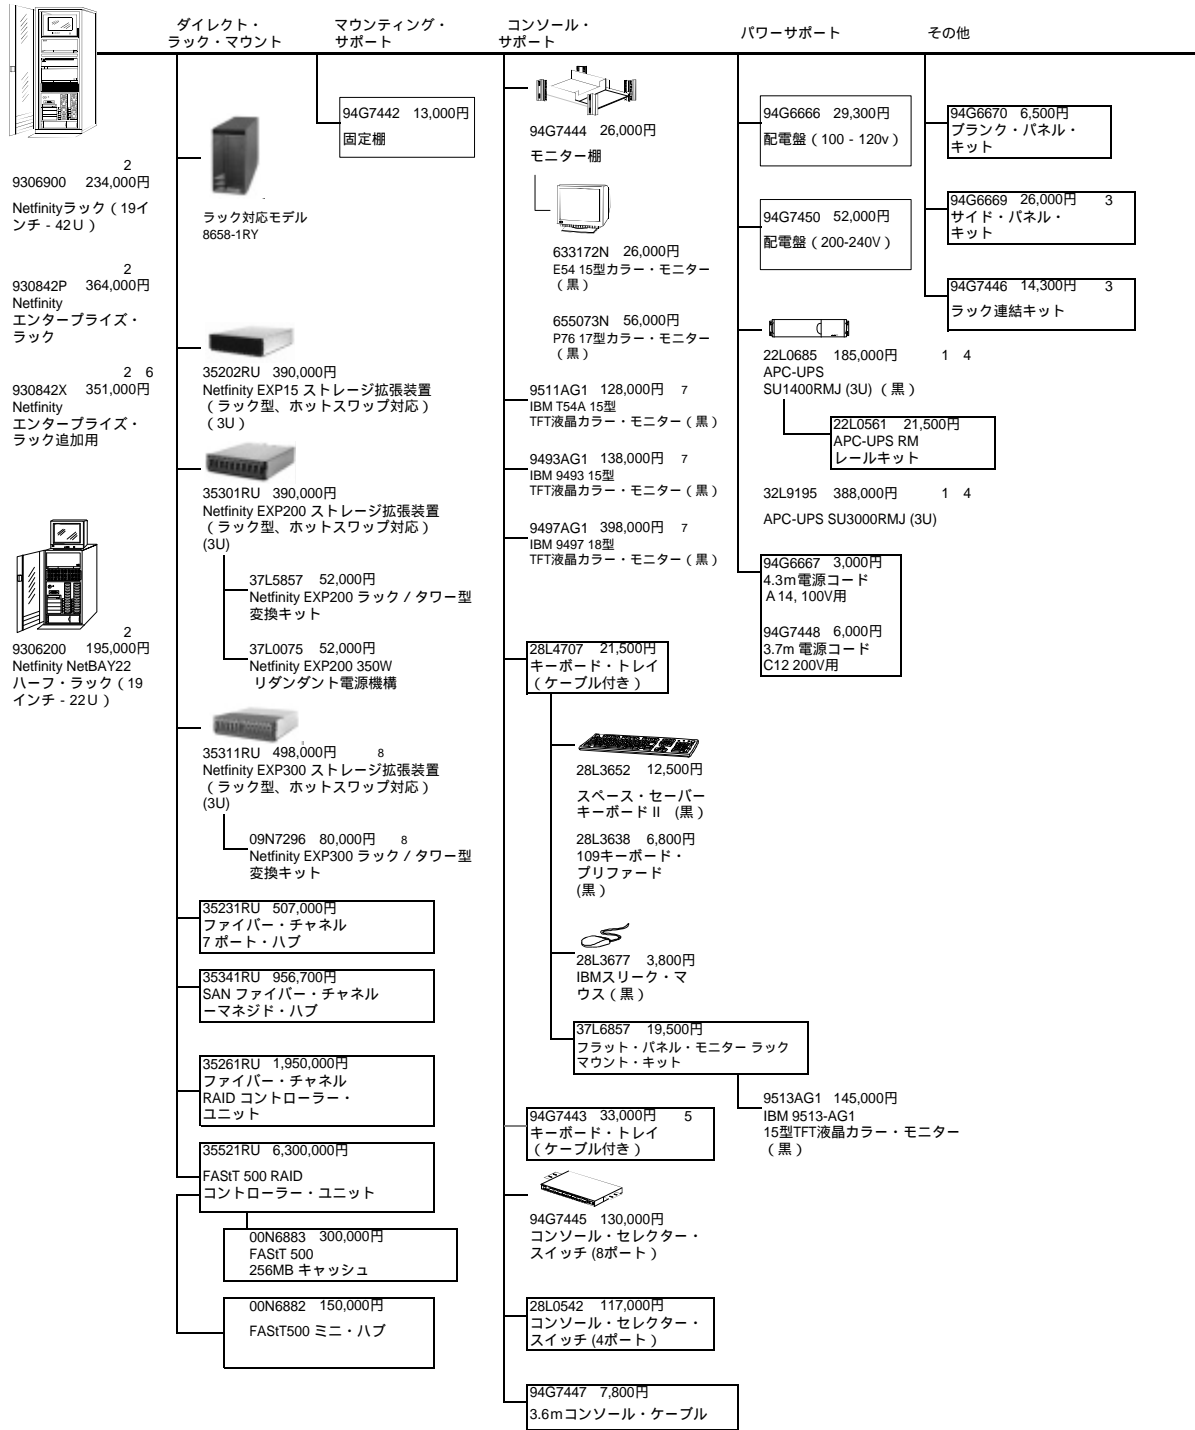 ダイレクト・
ラック・マウント
マウンティング・
サポート
コンソール・
サポート
パワーサポート
その他
2
9306900 234,000円
Netfinityラック（19イ
ンチ - 42U ）
2
930842P 364,000円
Netfinity
エンタープライズ・
ラック
2 6
930842X 351,000円
Netfinity
エンタープライズ・
ラック追加用
2
9306200 195,000円
Netfinity NetBAY22
ハーフ・ラック（19
インチ - 22U ）
ラック対応モデル
8658-1RY
35202RU 390,000円
Netfinity EXP15 ストレージ拡張装置
（ラック型、ホットスワップ対応）
（3U）
35301RU 390,000円
Netfinity EXP200 ストレージ拡張装置
（ラック型、ホットスワップ対応）
(3U)
37L5857 52,000円
Netfinity EXP200 ラック / タワー型
変換キット
37L0075 52,000円
Netfinity EXP200 350W
リダンダント電源機構
35311RU 498,000円 8
Netfinity EXP300 ストレージ拡張装置
（ラック型、ホットスワップ対応）
(3U)
09N7296 80,000円 8
Netfinity EXP300 ラック / タワー型
変換キット
35231RU 507,000円
ファイバー・チャネル
7 ポート・ハブ
35341RU 956,700円
SAN ファイバー・チャネル
ーマネジド・ハブ
35261RU 1,950,000円
ファイバー・チャネル
RAID コントローラー・
ユニット
35521RU 6,300,000円
FAStT 500 RAID
コントローラー・ユニット
00N6883 300,000円
FAStT 500
256MB キャッシュ
00N6882 150,000円
FAStT500 ミニ・ハブ
94G7442 13,000円
固定棚
94G7444 26,000円
モニター棚
633172N 26,000円
E54 15型カラー・モニター
（黒）
655073N 56,000円
P76 17型カラー・モニター
（黒）
9511AG1 128,000円 7
IBM T54A 15型
TFT液晶カラー・モニター（黒）
9493AG1 138,000円 7
IBM 9493 15型
TFT液晶カラー・モニター（黒）
9497AG1 398,000円 7
IBM 9497 18型
TFT液晶カラー・モニター（黒）
28L4707 21,500円
キーボード・トレイ
（ケーブル付き）
28L3652 12,500円
スペース・セーバー
キーボード II （黒）
28L3638 6,800円
109キーボード・
プリファード
(黒）
28L3677 3,800円
IBMスリーク・マ
ウス（黒）
37L6857 19,500円
フラット・パネル・モニター ラック
マウント・キット
9513AG1 145,000円
IBM 9513-AG1
15型TFT液晶カラー・モニター
（黒）
94G7443 33,000円 5
キーボード・トレイ
（ケーブル付き）
94G7445 130,000円
コンソール・セレクター・
スイッチ (8ポート）
28L0542 117,000円
コンソール・セレクター・
スイッチ (4ポート）
94G7447 7,800円
3.6mコンソール・ケーブル
94G6666 29,300円
配電盤（100 - 120v）
94G7450 52,000円
配電盤（200-240V）
22L0685 185,000円 1 4
APC-UPS
SU1400RMJ (3U) （黒）
22L0561 21,500円
APC-UPS RM
レールキット
32L9195 388,000円 1 4
APC-UPS SU3000RMJ (3U)
94G6667 3,000円
4.3m電源コード
A 14, 100V用
94G7448 6,000円
3.7m 電源コード
C12 200V用
94G6670 6,500円
ブランク・パネル・
キット
94G6669 26,000円 3
サイド・パネル・
キット
94G7446 14,300円 3
ラック連結キット